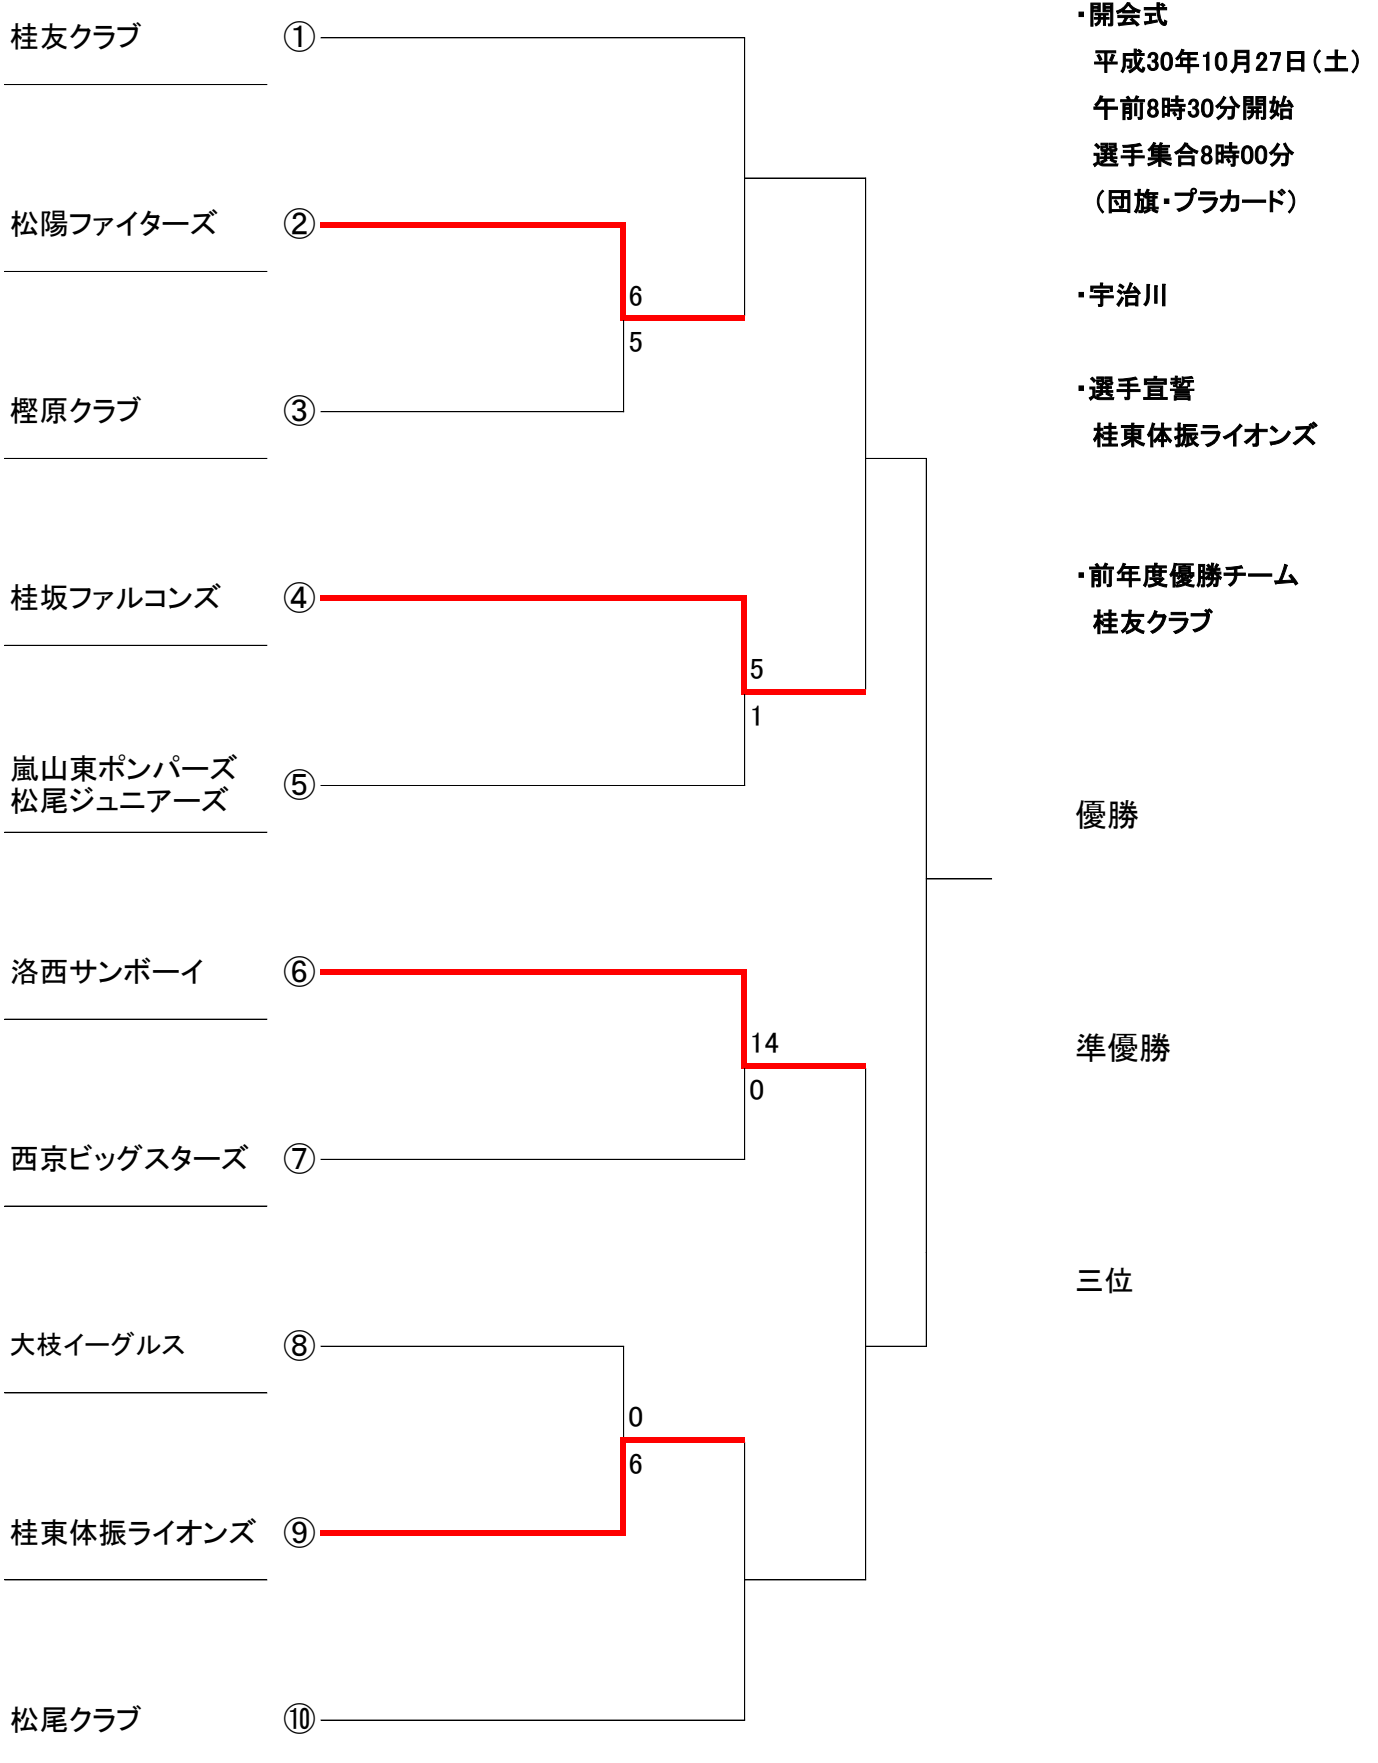 桂友クラブ ①
松陽ファイターズ ②
6
5
樫原クラブ ③
桂坂ファルコンズ ④
5
1
嵐山東ポンパーズ
松尾ジュニアーズ ⑤
洛西サンボーイ ⑥
14
0
西京ビッグスターズ ⑦
大枝イーグルス ⑧
0
6
桂東体振ライオンズ ⑨
松尾クラブ ⑩
・開会式
平成30年10月27日(土)
午前8時30分開始
選手集合8時00分
(団旗・プラカード)
・宇治川
・選手宣誓
桂東体振ライオンズ
・前年度優勝チーム
桂友クラブ
優勝
準優勝
三位